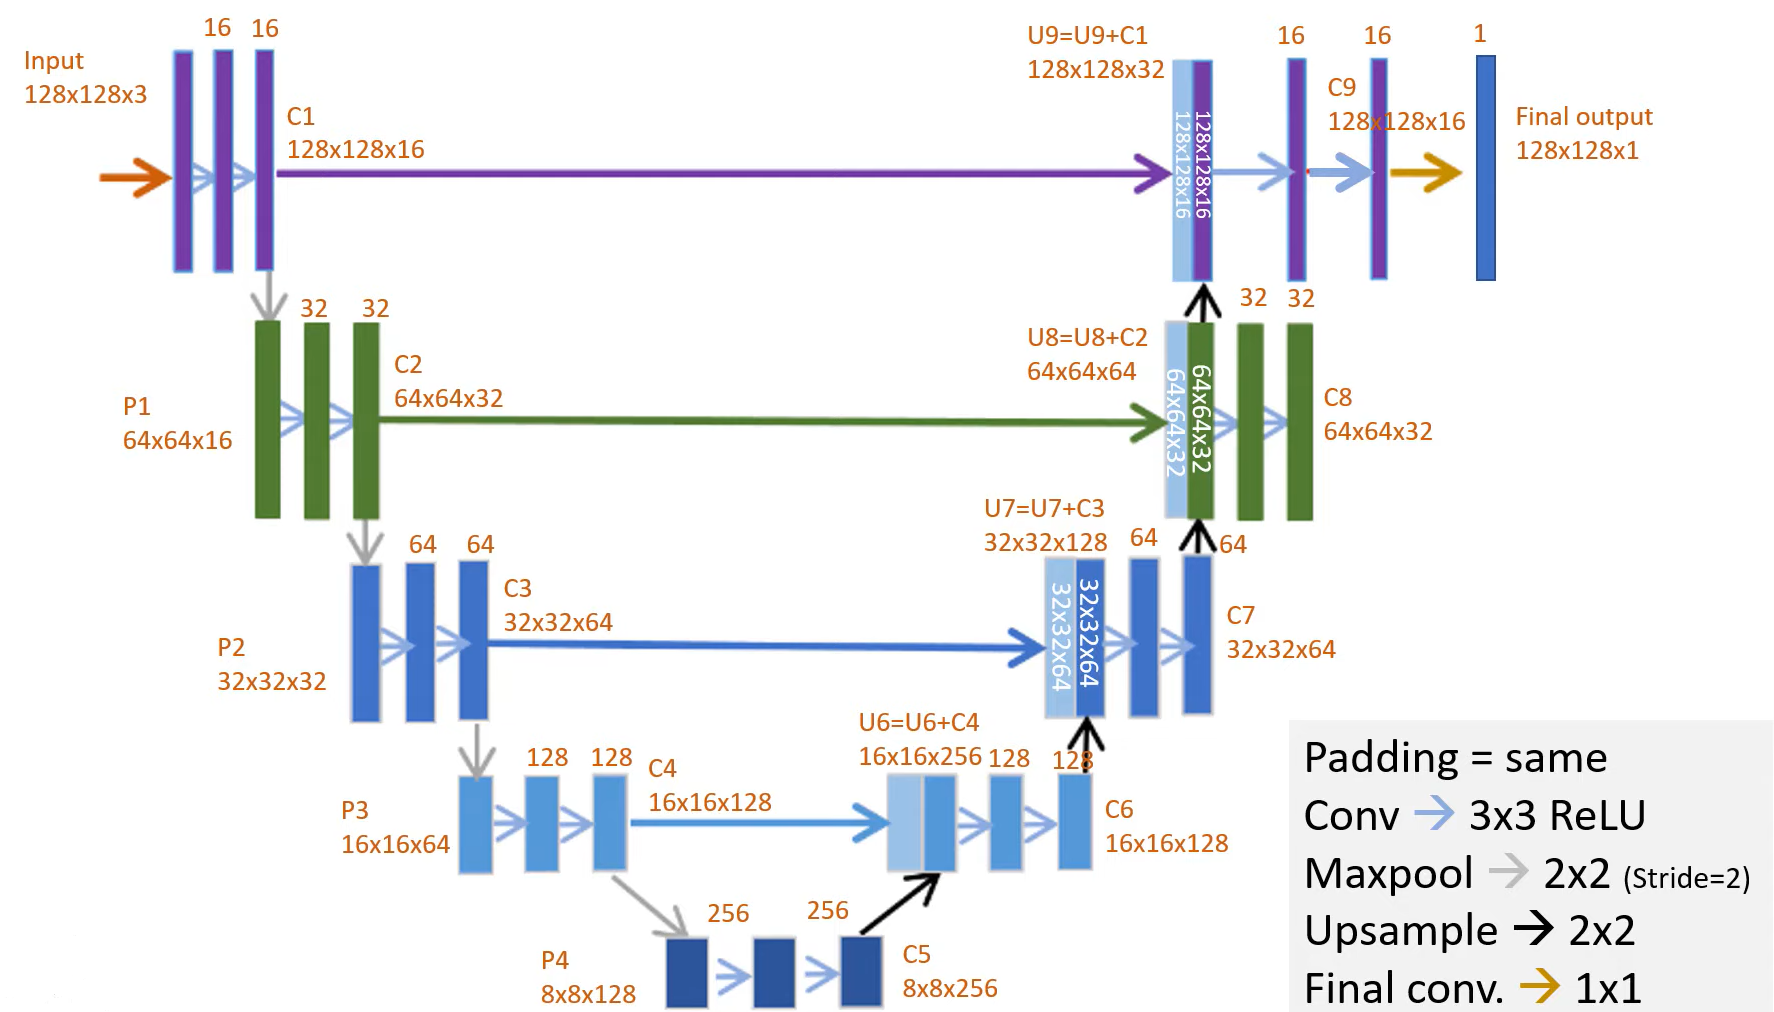 Input
128x128x3
16
16
C1
128x128x16
U9=U9+C1
128x128x32
128x128x16
128x128x16
16
16
C9
128x128x16
1
Final output
128x128x1
P1
64x64x16
32
32
C2
64x64x32
U8=U8+C2
64x64x64
64x64x32
64x64x32
32
32
C8
64x64x32
P2
32x32x32
64
64
C3
32x32x64
U7=U7+C3
32x32x128
32x32x64
32x32x64
64
64
C7
32x32x64
P3
16x16x64
128
128
C4
16x16x128
U6=U6+C4
16x16x256
128
128
C6
16x16x128
P4
8x8x128
256
256
C5
8x8x256
Padding = same
Conv → 3x3 ReLU
Maxpool → 2x2 (Stride=2)
Upsample → 2x2
Final conv. → 1x1